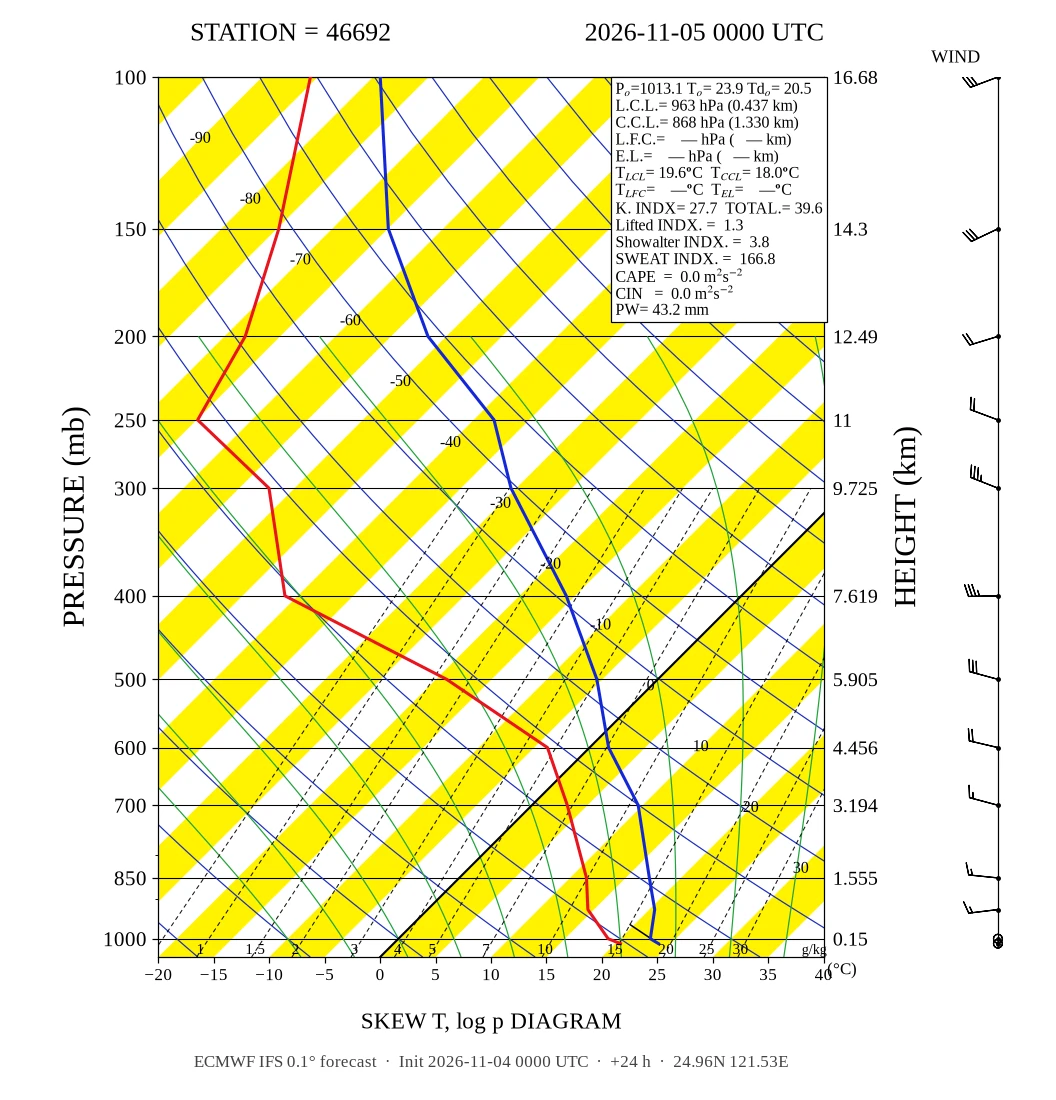 STATION = 46692
2026-11-05 0000 UTC
WIND
Pₒ=1013.1 Tₒ= 23.9 Tdₒ= 20.5
L.C.L.= 963 hPa (0.437 km)
C.C.L.= 868 hPa (1.330 km)
L.F.C.= — hPa ( — km)
E.L.= — hPa ( — km)
T_LCL= 19.6°C T_CCL= 18.0°C
T_LFC= —°C T_EL= —°C
K. INDX= 27.7 TOTAL.= 39.6
Lifted INDX. = 1.3
Showalter INDX. = 3.8
SWEAT INDX. = 166.8
CAPE = 0.0 m²s⁻²
CIN = 0.0 m²s⁻²
PW= 43.2 mm
100 16.68
-90
-80
150 14.3
-70
-60
200 12.49
-50
250 11
-40
300 9.725
-30
-20
400 7.619
-10
500 5.905
0
600 4.456
10
700 3.194
20
850 1.555
30
1000 0.15
PRESSURE (mb)
HEIGHT (km)
1 1.5 2 3 4 5 7 10 15 20 25 30 g/kg
−20 −15 −10 −5 0 5 10 15 20 25 30 35 40 (°C)
SKEW T, log p DIAGRAM
ECMWF IFS 0.1° forecast · Init 2026-11-04 0000 UTC · +24 h · 24.96N 121.53E